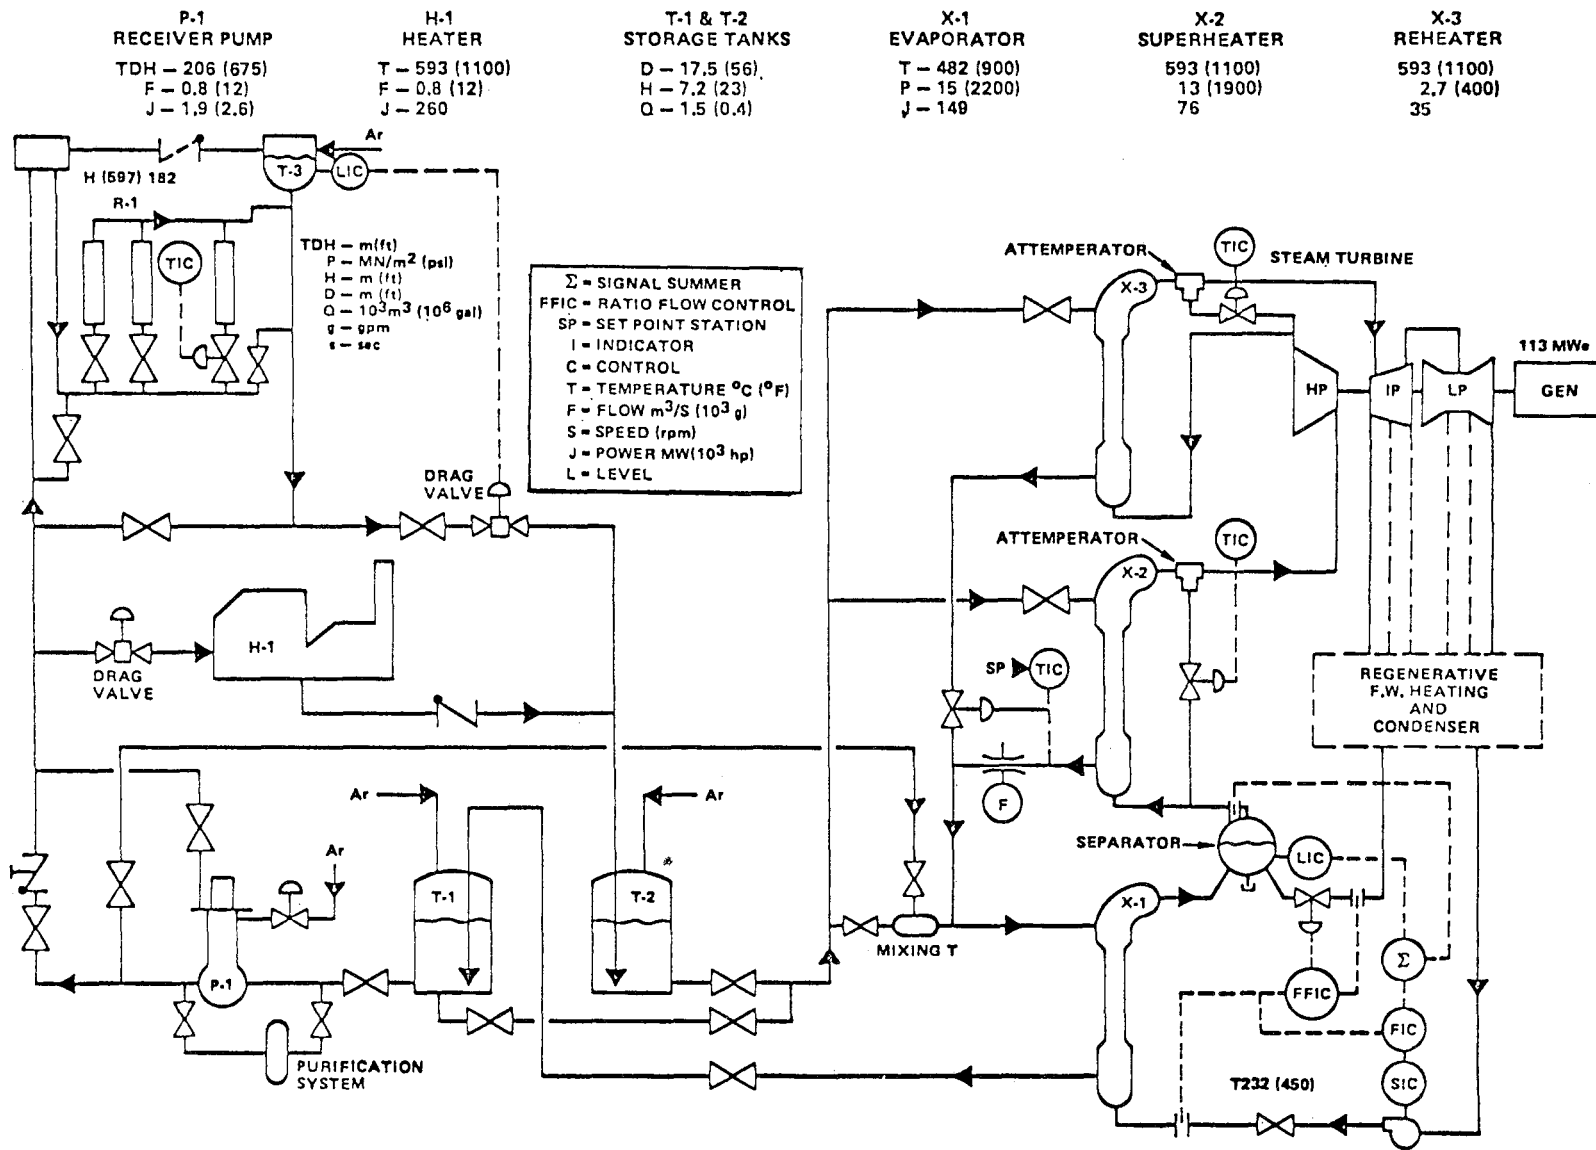 P-1
RECEIVER PUMP
TDH – 206 (675)
F – 0.8 (12)
J – 1.9 (2.6)
H-1
HEATER
T – 593 (1100)
F – 0.8 (12)
J – 260
T-1 & T-2
STORAGE TANKS
D – 17.5 (56)
H – 7.2 (23)
Q – 1.5 (0.4)
X-1
EVAPORATOR
T – 482 (900)
P – 15 (2200)
J – 149
X-2
SUPERHEATER
593 (1100)
13 (1900)
76
X-3
REHEATER
593 (1100)
2.7 (400)
35
Ar
T-3
LIC
H (597) 182
R-1
TIC
TDH – m(ft)
P – MN/m² (psi)
H – m (ft)
D – m (ft)
Q – 10³m³ (10⁶ gal)
g – gpm
s – sec
Σ = SIGNAL SUMMER
FFIC = RATIO FLOW CONTROL
SP = SET POINT STATION
I = INDICATOR
C = CONTROL
T = TEMPERATURE °C (°F)
F = FLOW m³/S (10³ g)
S = SPEED (rpm)
J = POWER MW(10³ hp)
L = LEVEL
ATTEMPERATOR
TIC
STEAM TURBINE
X-3
113 MWe
HP
IP
LP
GEN
DRAG
VALVE
ATTEMPERATOR
TIC
X-2
H-1
DRAG
VALVE
SP
TIC
REGENERATIVE
F.W. HEATING
AND
CONDENSER
Ar
Ar
F
SEPARATOR
LIC
Ar
T-1
T-2
X-1
MIXING T
P-1
Σ
FFIC
FIC
PURIFICATION
SYSTEM
T232 (450)
SIC